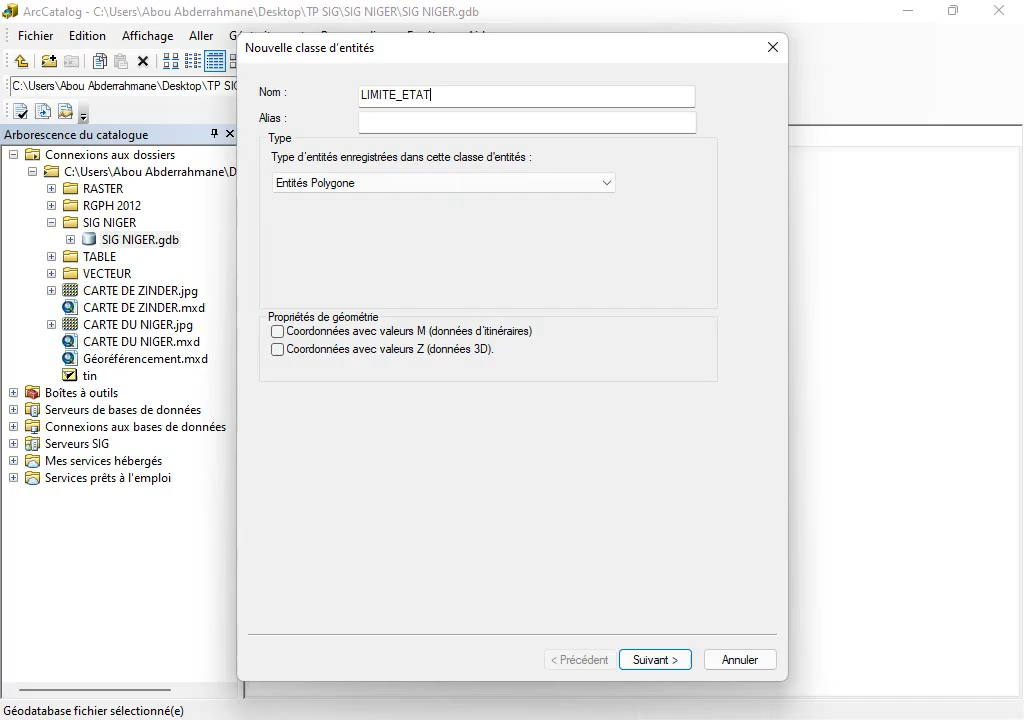 ArcCatalog - C:\Users\Abou Abderrahmane\Desktop\TP SIG\SIG NIGER\SIG NIGER.gdb
Fichier Edition Affichage Aller
C:\Users\Abou Abderrahmane\Desktop\TP SIG
Arborescence du catalogue
Connexions aux dossiers
C:\Users\Abou Abderrahmane\D
RASTER
RGPH 2012
SIG NIGER
SIG NIGER.gdb
TABLE
VECTEUR
CARTE DE ZINDER.jpg
CARTE DE ZINDER.mxd
CARTE DU NIGER.jpg
CARTE DU NIGER.mxd
Géoréférencement.mxd
tin
Boîtes à outils
Serveurs de bases de données
Connexions aux bases de données
Serveurs SIG
Mes services hébergés
Services prêts à l'emploi
Géodatabase fichier sélectionné(e)
Nouvelle classe d'entités
Nom :
LIMITE_ETAT
Alias :
Type
Type d'entités enregistrées dans cette classe d'entités :
Entités Polygone
Propriétés de géométrie
Coordonnées avec valeurs M (données d'itinéraires)
Coordonnées avec valeurs Z (données 3D).
< Précédent
Suivant >
Annuler